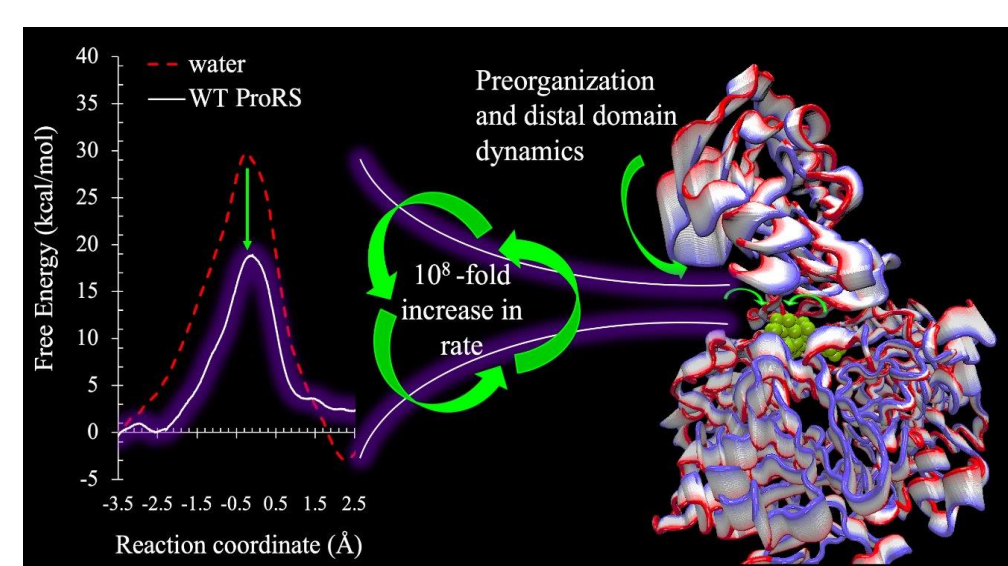 40
35
30
25
20
15
10
5
0
-5
Free Energy (kcal/mol)
water
WT ProRS
-3.5 -2.5 -1.5 -0.5 0.5 1.5 2.5
Reaction coordinate (Å)
Preorganization
and distal domain
dynamics
10⁸ -fold
increase in
rate